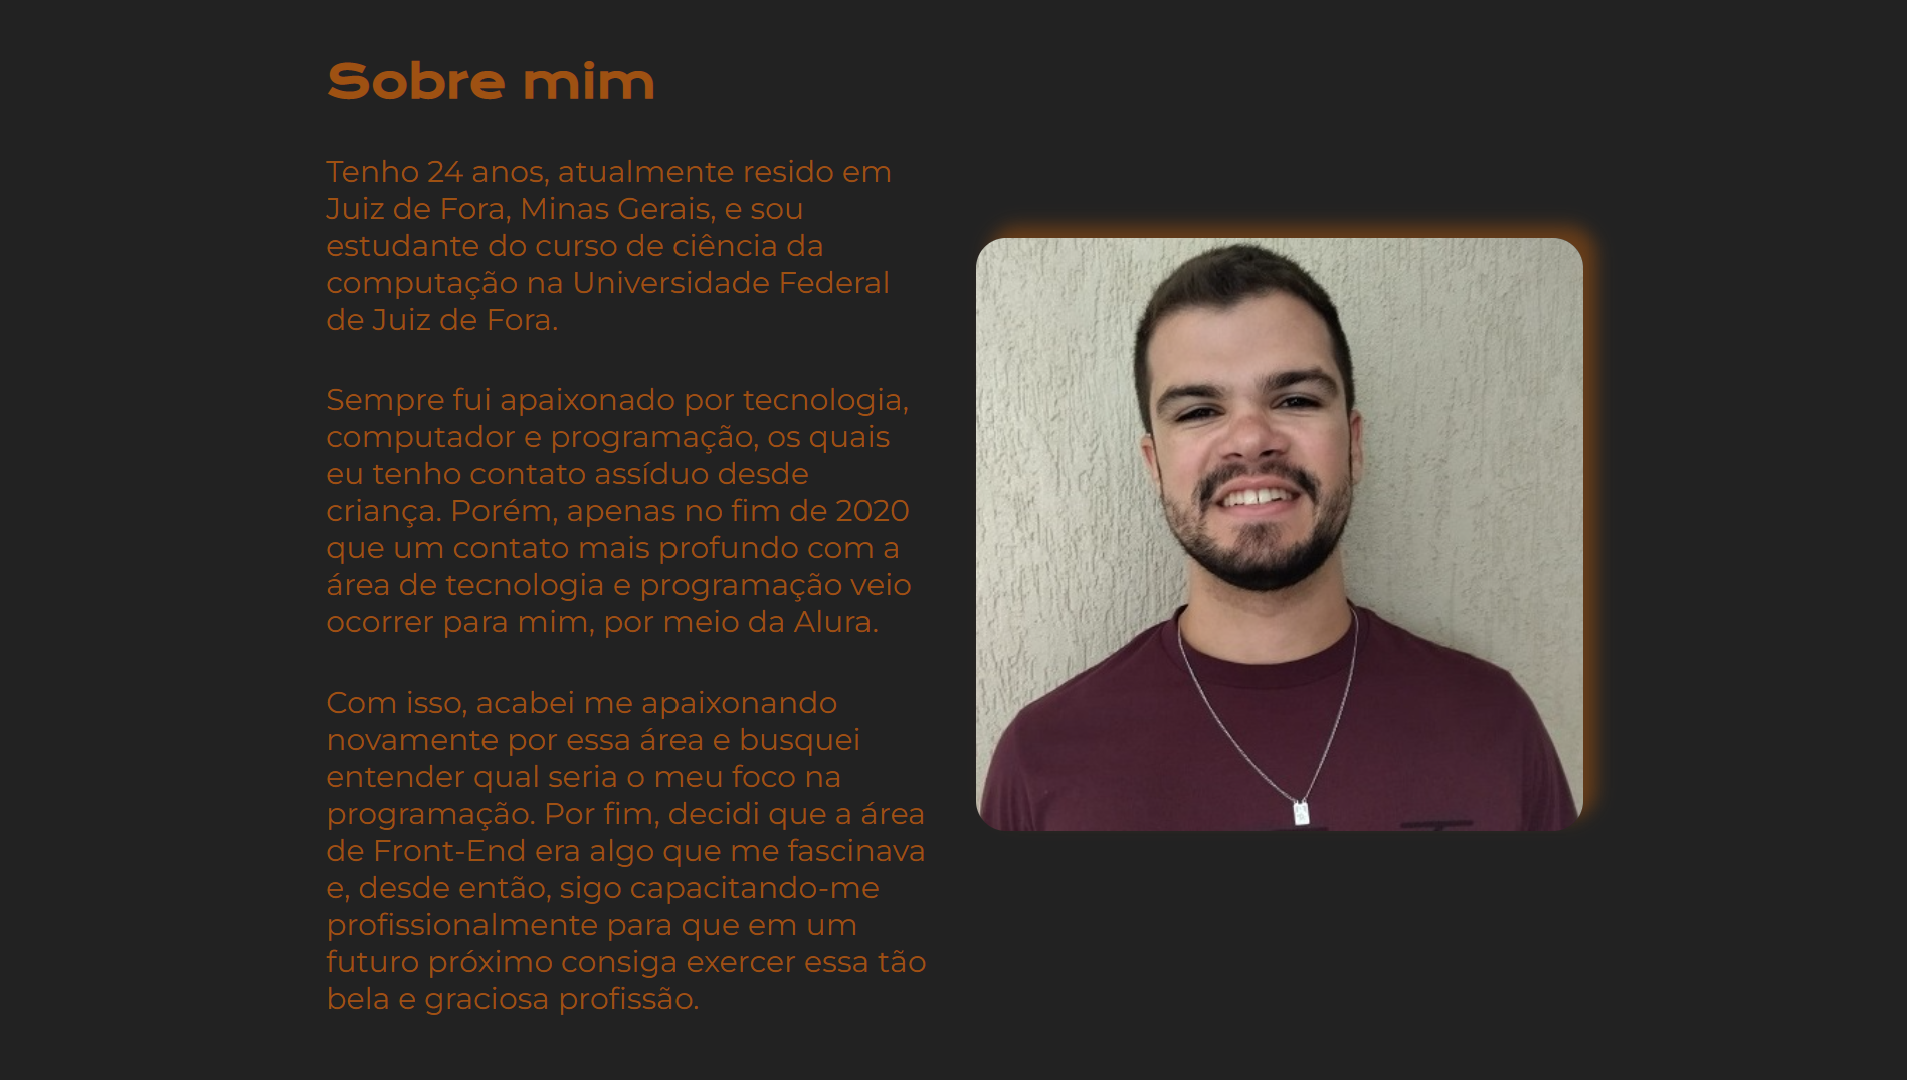 Sobre mim
Tenho 24 anos, atualmente resido em
Juiz de Fora, Minas Gerais, e sou
estudante do curso de ciência da
computação na Universidade Federal
de Juiz de Fora.
Sempre fui apaixonado por tecnologia,
computador e programação, os quais
eu tenho contato assíduo desde
criança. Porém, apenas no fim de 2020
que um contato mais profundo com a
área de tecnologia e programação veio
ocorrer para mim, por meio da Alura.
Com isso, acabei me apaixonando
novamente por essa área e busquei
entender qual seria o meu foco na
programação. Por fim, decidi que a área
de Front-End era algo que me fascinava
e, desde então, sigo capacitando-me
profissionalmente para que em um
futuro próximo consiga exercer essa tão
bela e graciosa profissão.